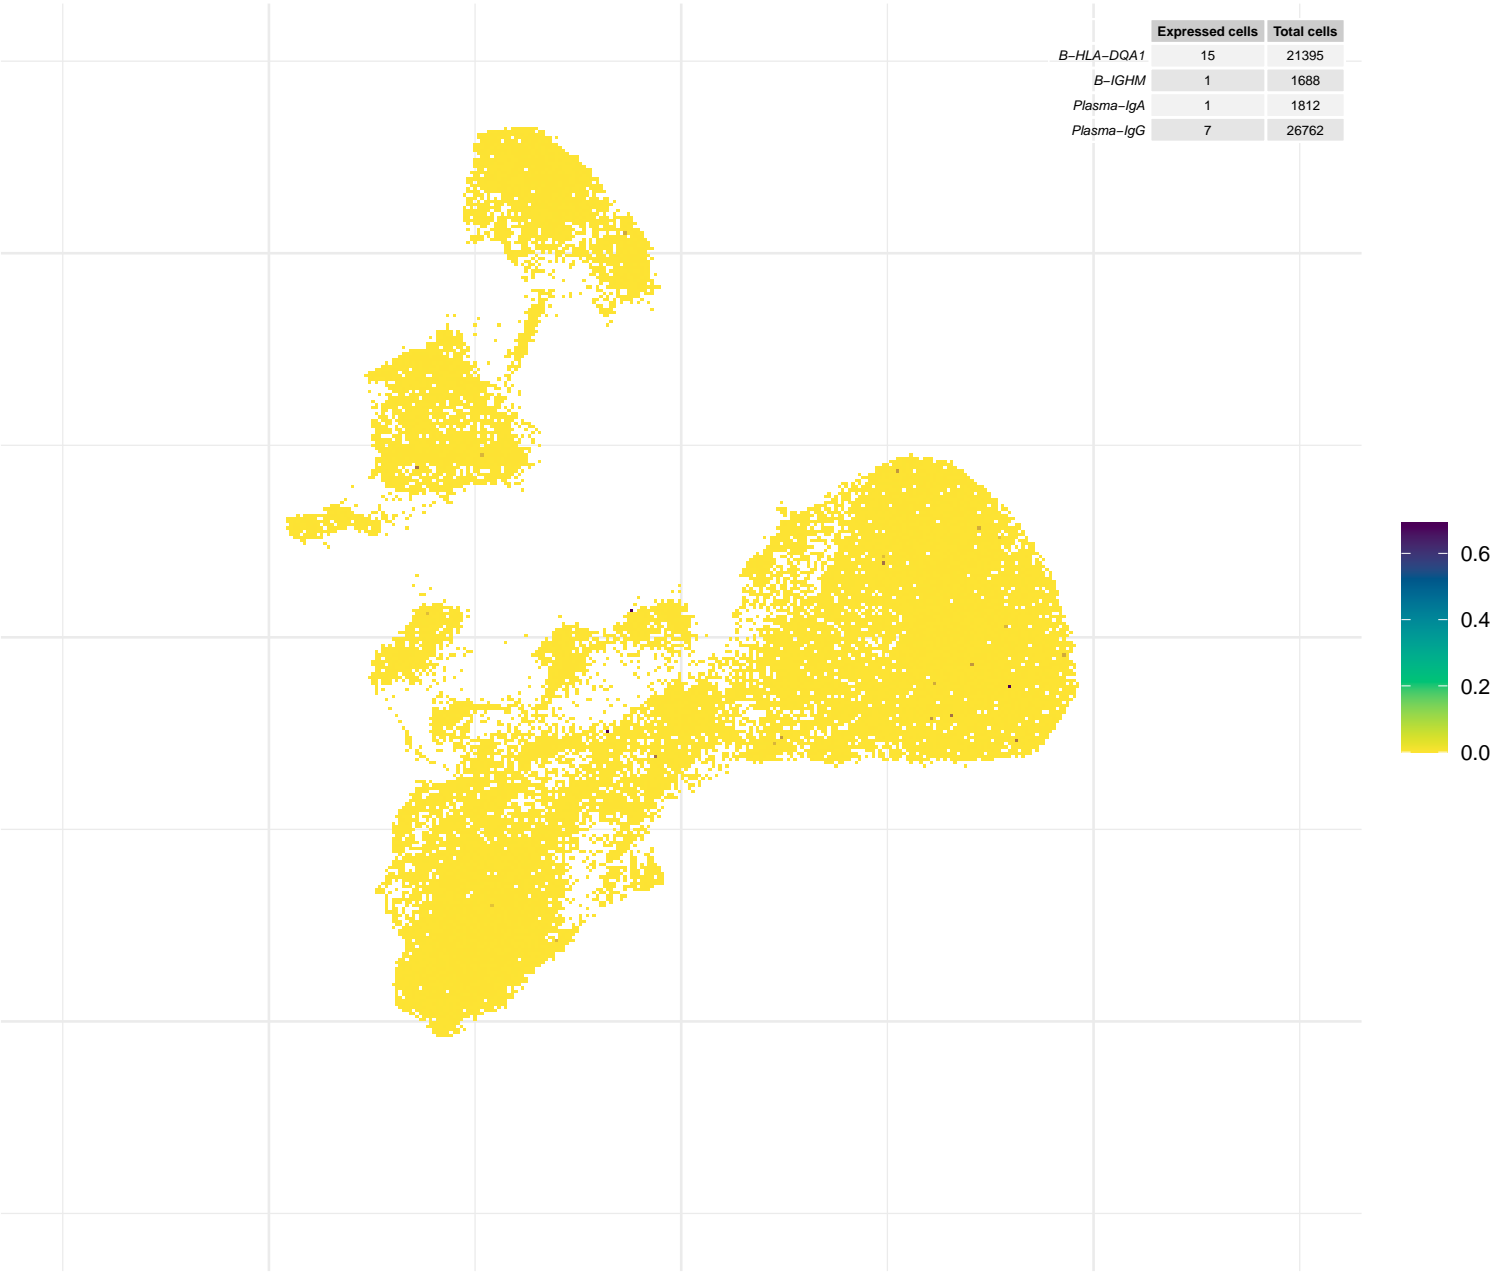 Expressed cells Total cells
B−HLA−DQA1 15 21395
B−IGHM 1 1688
Plasma−IgA 1 1812
Plasma−IgG 7 26762
0.6
0.4
0.2
0.0